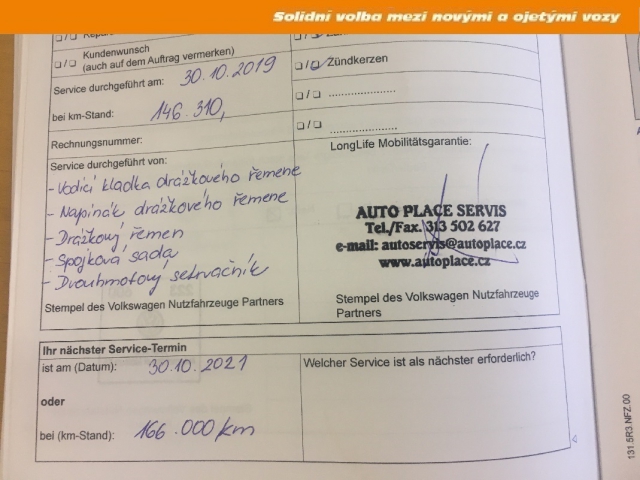 Solidní volba mezi novými a ojetými vozy
Kundenwunsch
(auch auf dem Auftrag vermerken)
Service durchgeführt am: 30.10.2019
bei km-Stand: 146 310,
Rechnungsnummer:
Service durchgeführt von:
- Vodící kladka drážkového řemene
- Napínák drážkového řemene
- Drážkový řemen
- Spojková sada
- Dvouhmotový setrvačník
Stempel des Volkswagen Nutzfahrzeuge Partners
Zündkerzen
LongLife Mobilitätsgarantie:
AUTO PLACE SERVIS
Tel./Fax. 313 502 627
e-mail: autoservis@autoplace.cz
www.autoplace.cz
Stempel des Volkswagen Nutzfahrzeuge
Partners
Ihr nächster Service-Termin
ist am (Datum): 30.10.2021
oder
bei (km-Stand): 166.000 km
Welcher Service ist als nächster erforderlich?
131.5R3.NFZ.00